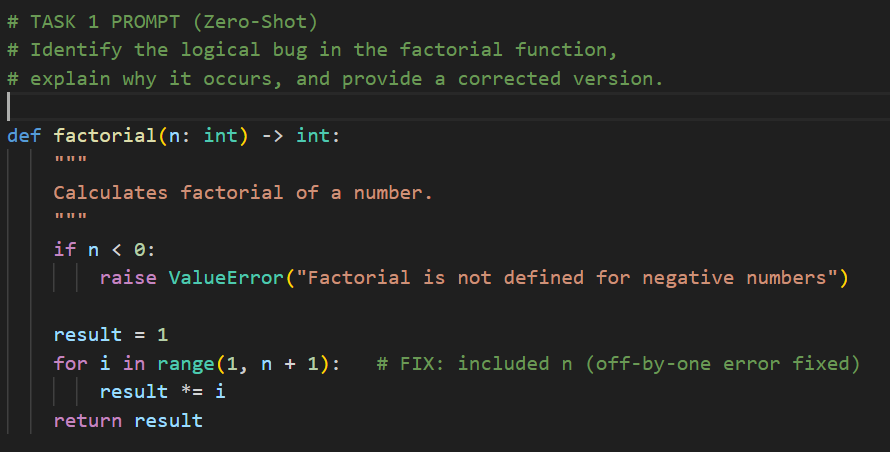 # TASK 1 PROMPT (Zero-Shot)
# Identify the logical bug in the factorial function,
# explain why it occurs, and provide a corrected version.
def factorial(n: int) -> int:
    """
    Calculates factorial of a number.
    """
    if n < 0:
        raise ValueError("Factorial is not defined for negative numbers")
    result = 1
    for i in range(1, n + 1):   # FIX: included n (off-by-one error fixed)
        result *= i
    return result